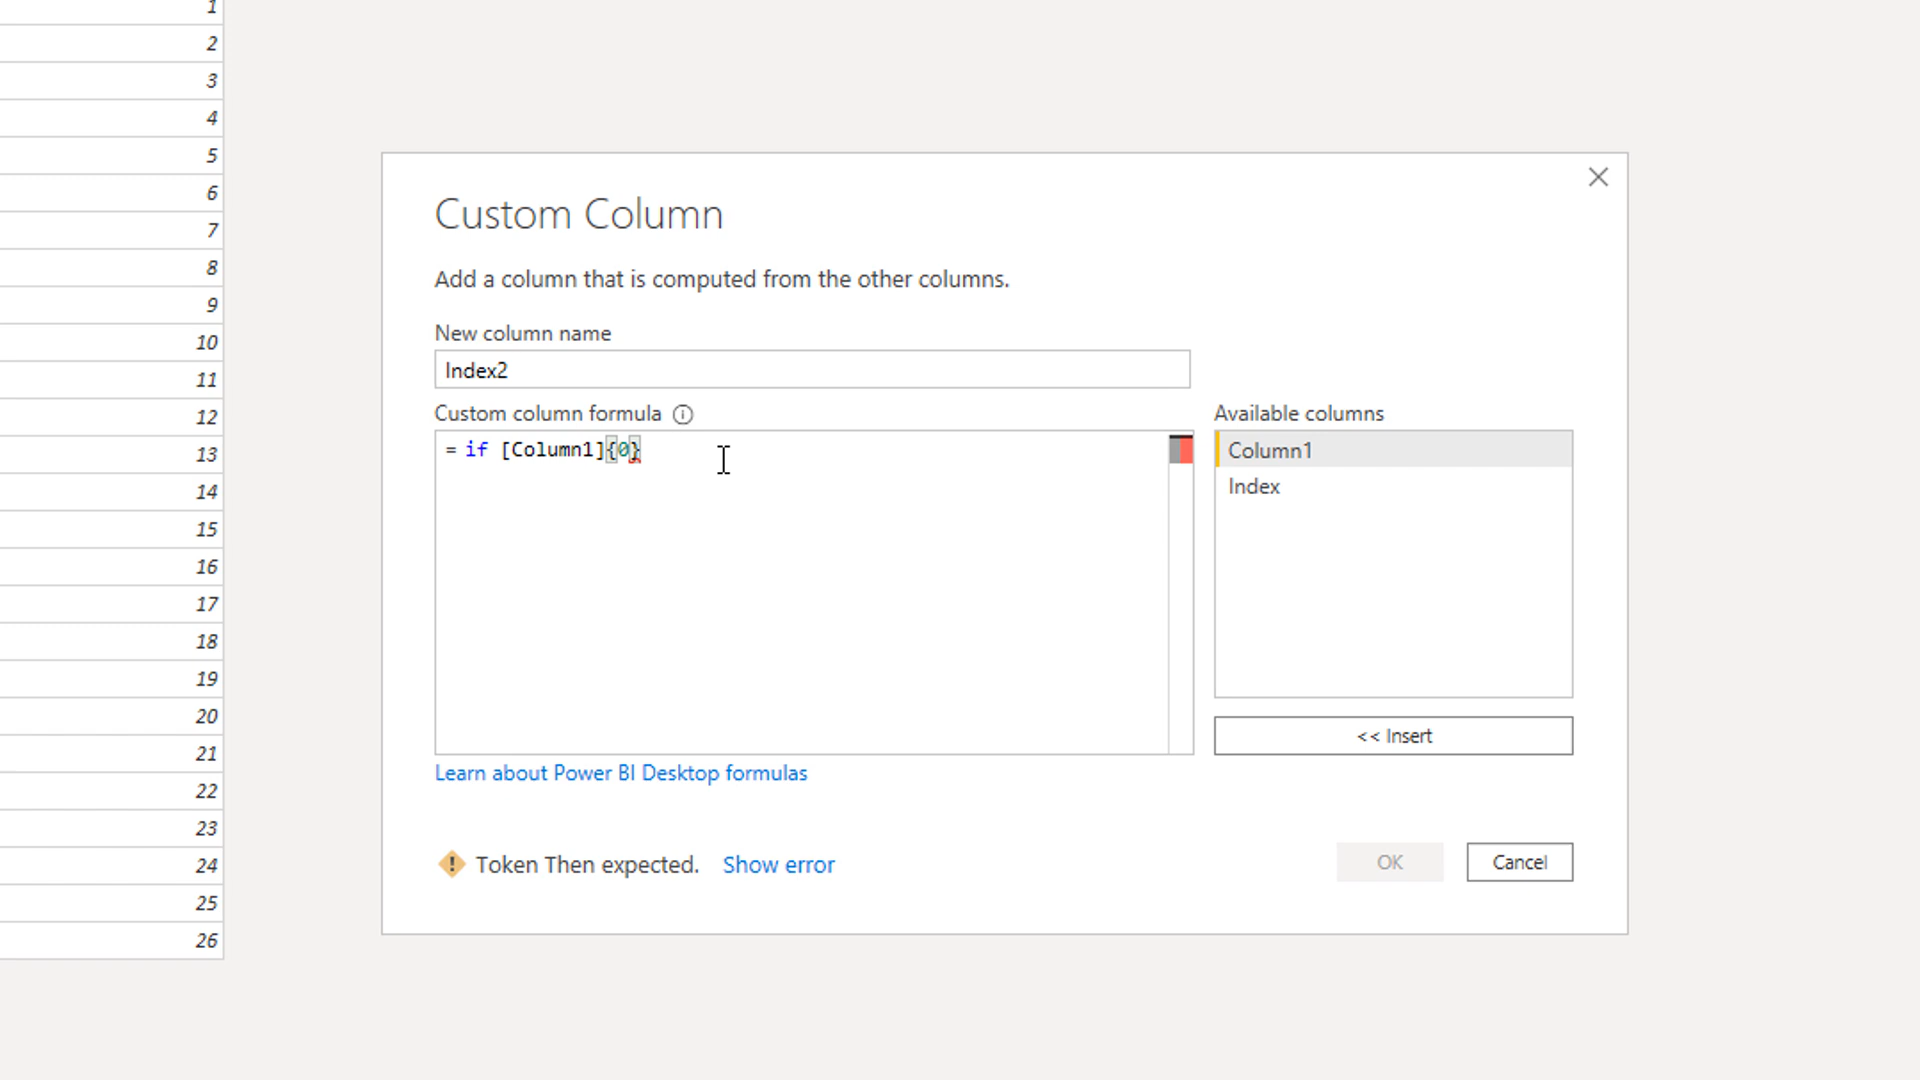 1
2
3
4
5
6
7
8
9
10
11
12
13
14
15
16
17
18
19
20
21
22
23
24
25
26
Custom Column
Add a column that is computed from the other columns.
New column name
Index2
Custom column formula
= if [Column1]{0}
Available columns
Column1
Index
<< Insert
Learn about Power BI Desktop formulas
Token Then expected. Show error
OK
Cancel